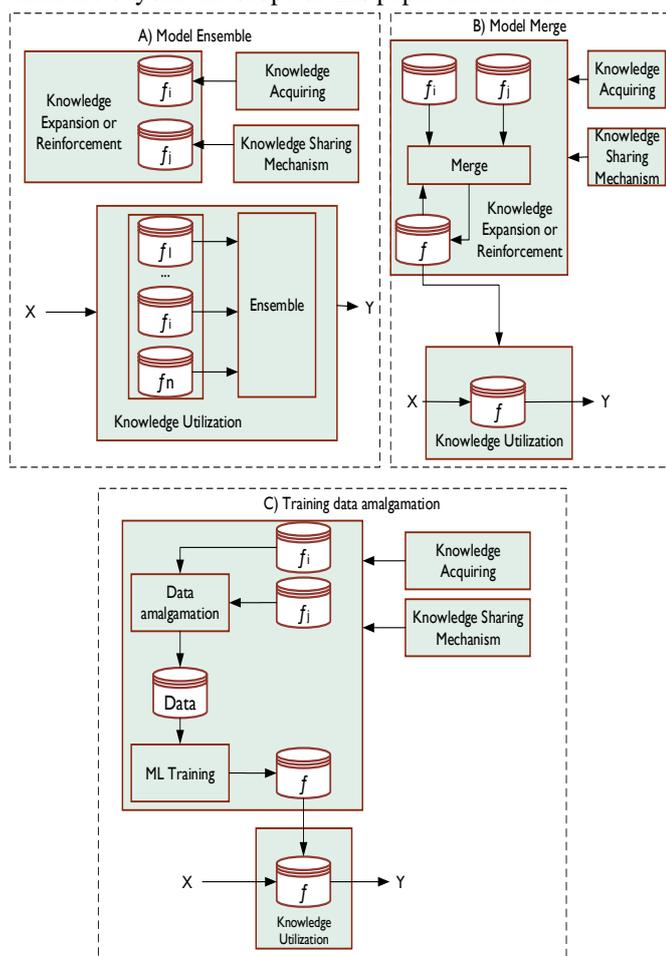 A) Model Ensemble
Knowledge
Expansion or
Reinforcement
fi
fj
Knowledge
Acquiring
Knowledge Sharing
Mechanism
X
f1
...
fi
fn
Ensemble
Y
Knowledge Utilization
B) Model Merge
fi
fj
Merge
f
Knowledge
Expansion or
Reinforcement
Knowledge
Acquiring
Knowledge
Sharing
Mechanism
X
f
Y
Knowledge Utilization
C) Training data amalgamation
fi
fj
Data
amalgamation
Data
ML Training
f
Knowledge
Acquiring
Knowledge Sharing
Mechanism
X
f
Y
Knowledge
Utilization